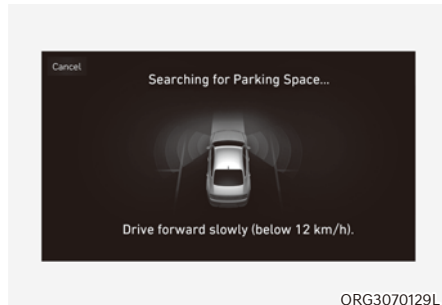 Cancel
Searching for Parking Space...
Drive forward slowly (below 12 km/h).
ORG3070129L